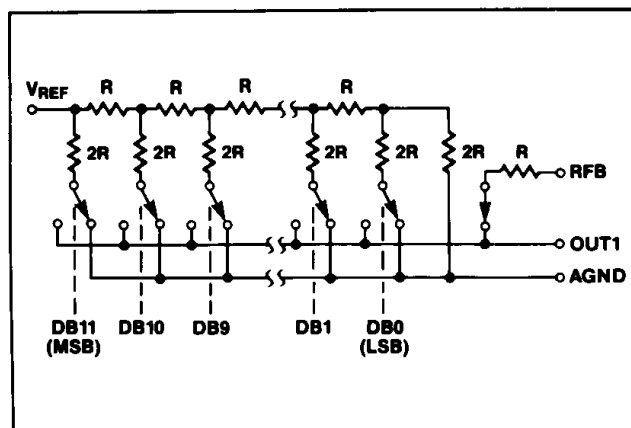 VREF R R R R
2R 2R 2R 2R 2R 2R R RFB
OUT1
AGND
DB11 DB10 DB9 DB1 DB0
(MSB) (LSB)